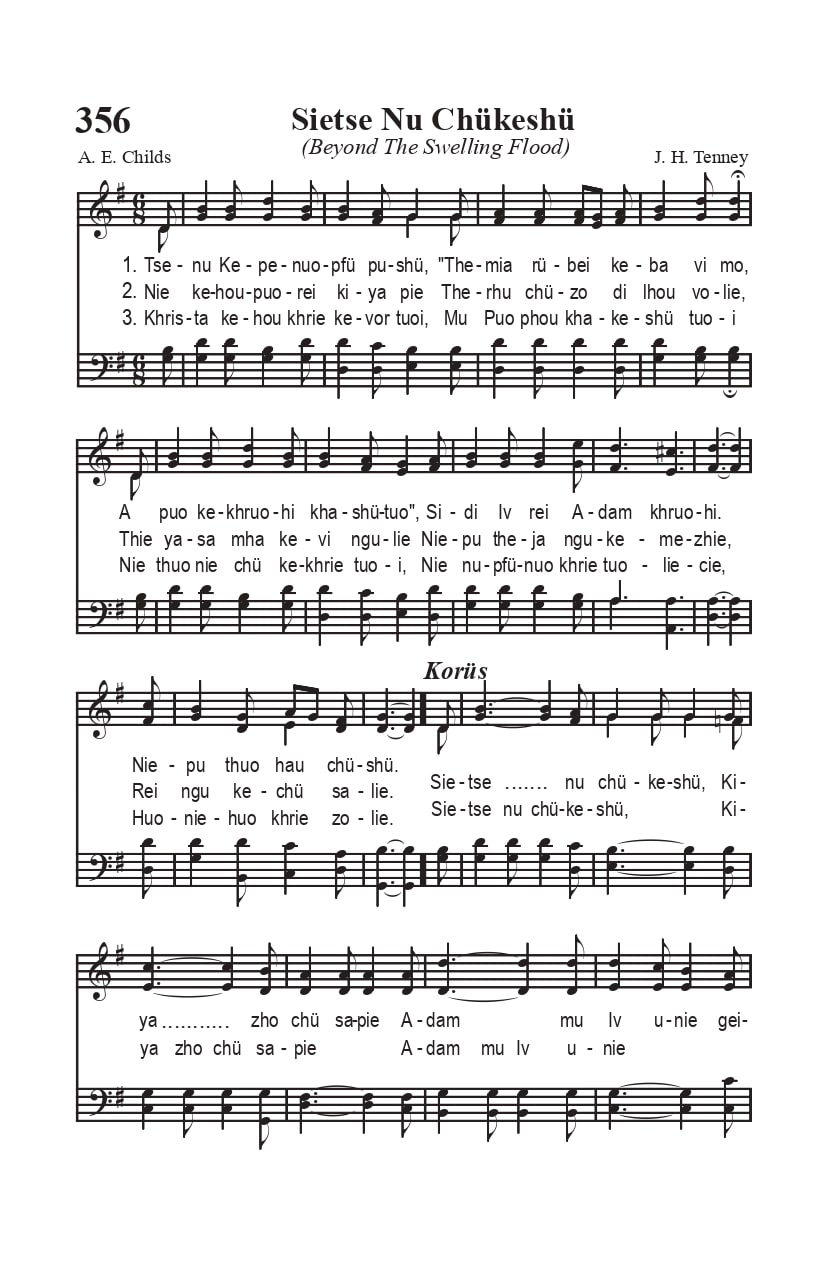 356
Sietse Nu Chükeshü
(Beyond The Swelling Flood)
A. E. Childs
J. H. Tenney
1. Tse - nu Ke - pe - nuo - pfü pu - shü, "The - mia rü - bei ke - ba vi mo,
2. Nie ke - hou - puo - rei ki - ya pie The - rhu chü - zo di lhou vo - lie,
3. Khris - ta ke - hou khrie ke - vor tuoi, Mu Puo phou kha - ke - shü tuo - i
A puo ke - khruo - hi kha - shü - tuo", Si - di Iv rei A - dam khruo - hi.
Thie ya - sa mha ke - vi ngu - lie Nie - pu the - ja ngu - ke - me - zhie,
Nie thuo nie chü ke - khrie tuo - i, Nie nu - pfü - nuo khrie tuo - lie - cie,
Korüs
Nie - pu thuo hau chü - shü.
Rei ngu ke - chü sa - lie.
Huo - nie - huo khrie zo - lie.
Sie - tse ....... nu chü - ke - shü, Ki -
Sie - tse nu chü - ke - shü, Ki -
ya ........... zho chü sa - pie A - dam mu Iv u - nie gei -
ya zho chü sa - pie A - dam mu Iv u - nie